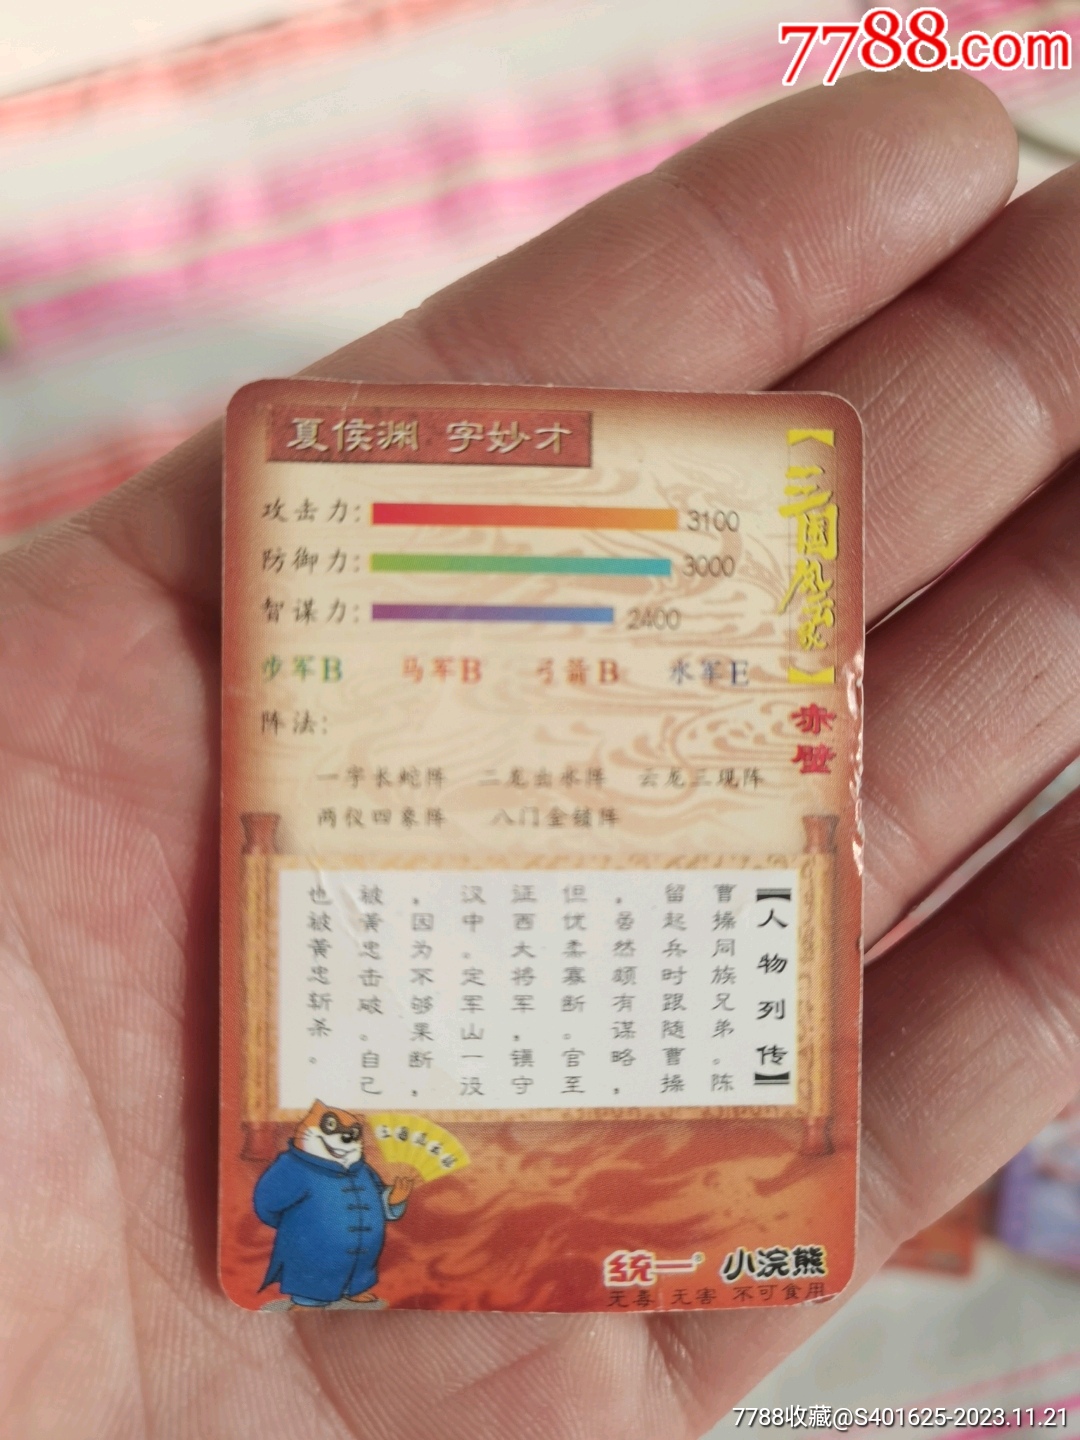 7788.com
夏侯渊 字妙才
攻击力: 3100
防御力: 3000
智谋力: 2400
步军B 马军B 弓箭B 水军E
阵法:
一字长蛇阵 二龙出水阵 云龙三现阵
两仪四象阵 八门金锁阵
【三国风云录】
赤壁
【人物列传】
曹操同族兄弟。陈
留起兵时跟随曹操
,虽然颇有谋略,
但优柔寡断。官至
征西大将军,镇守
汉中。定军山一役
,因为不够果断,
被黄忠击破。自己
也被黄忠斩杀。
三国风云录
统一® 小浣熊
无毒 无害 不可食用
7788收藏@S401625-2023.11.21